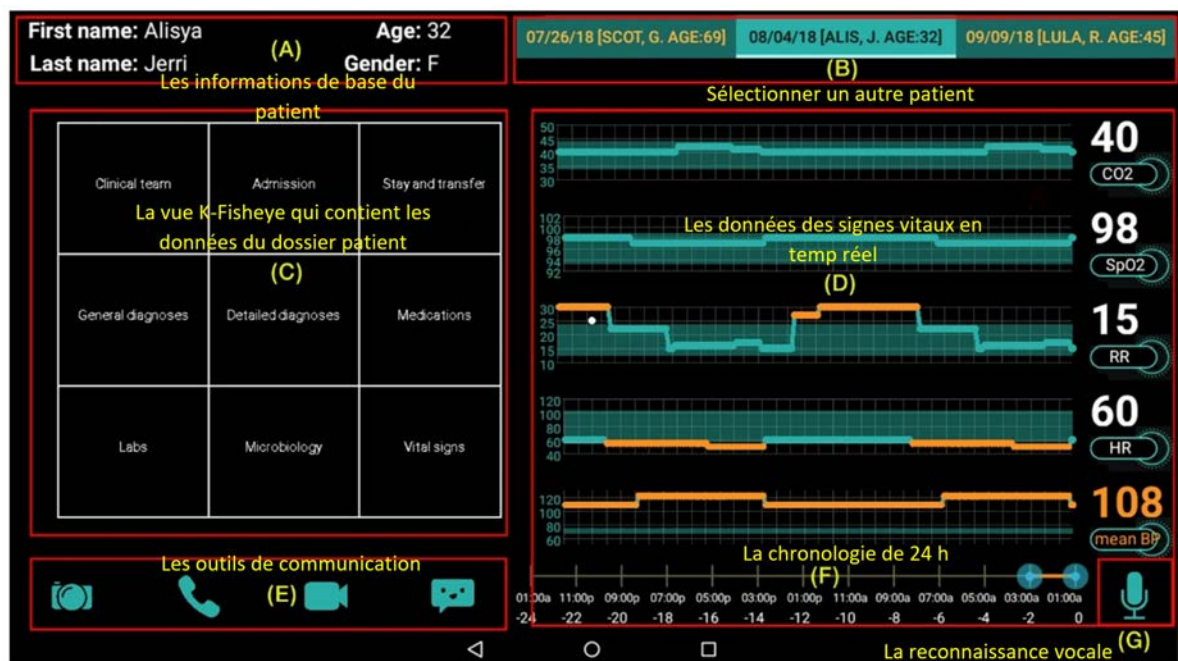 First name: Alisya Age: 32
(A)
Last name: Jerri Gender: F
Les informations de base du
patient
07/26/18 [SCOT, G. AGE:69] 08/04/18 [ALIS, J. AGE:32] 09/09/18 [LULA, R. AGE:45]
(B)
Sélectionner un autre patient
Clinical team Admission Stay and transfer
La vue K-Fisheye qui contient les
données du dossier patient
(C)
General diagnoses Detailed diagnoses Medications
Labs Microbiology Vital signs
50
45
40
35
30
40
CO2
102
100
98
96
94
92
Les données des signes vitaux en
temp réel
(D)
98
SpO2
30
25
20
15
10
15
RR
120
100
80
60
40
60
HR
120
100
80
60
108
mean BP
Les outils de communication
(E)
La chronologie de 24 h
(F)
01:00a 11:00p 09:00p 07:00p 05:00p 03:00p 01:00p 11:00a 09:00a 07:00a 05:00a 03:00a 01:00a
-24 -22 -20 -18 -16 -14 -12 -10 -8 -6 -4 -2 0
(G)
La reconnaissance vocale